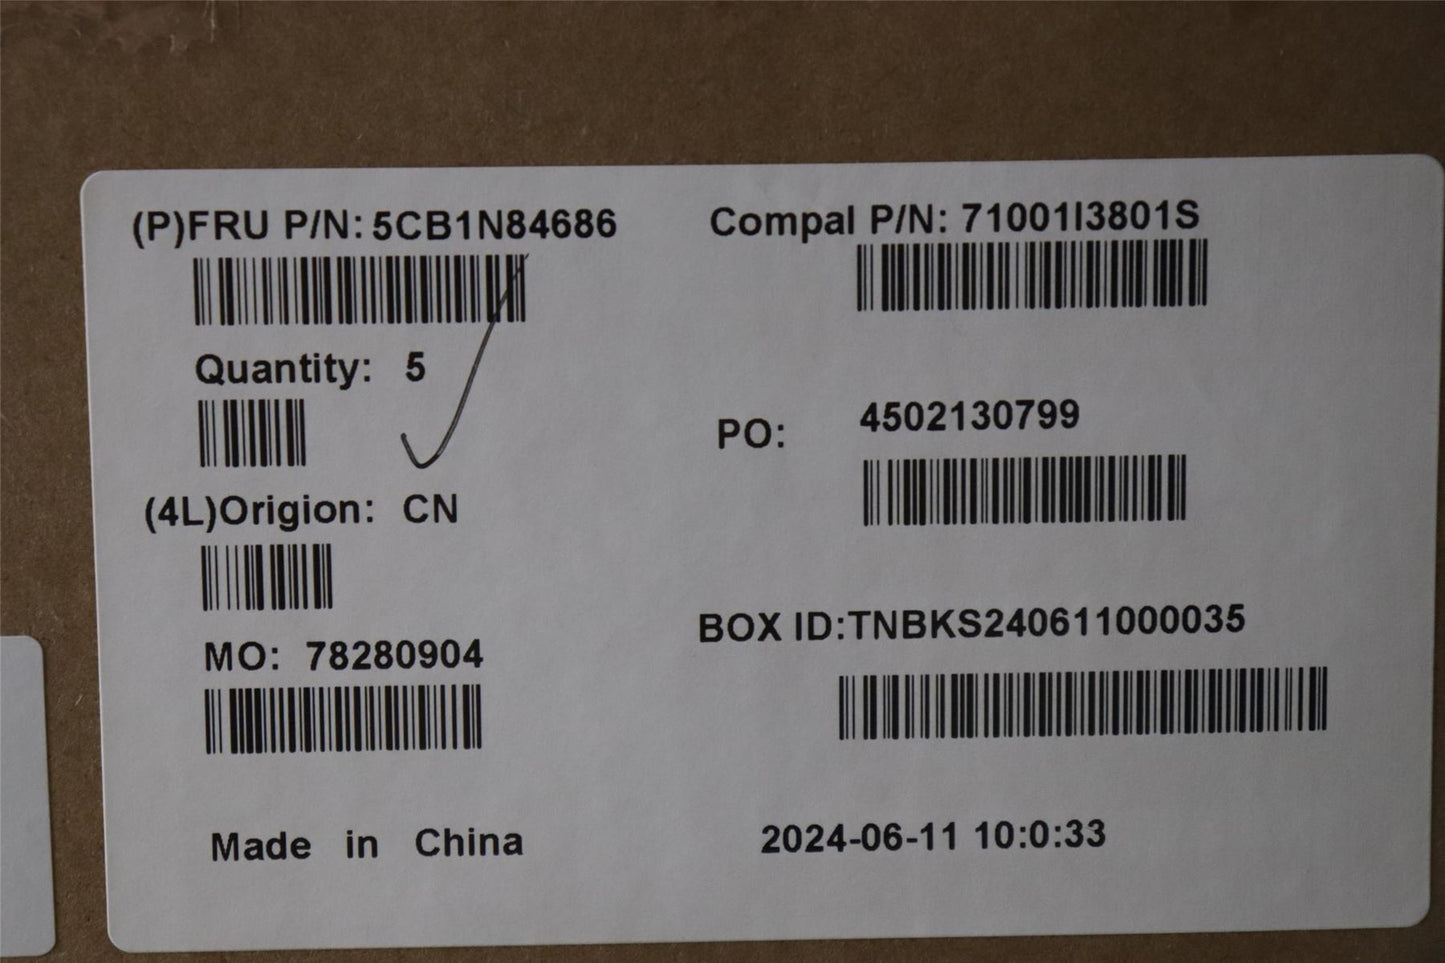 (P)FRU P/N: 5CB1N84686
Compal P/N: 71001I3801S
Quantity: 5
PO: 4502130799
(4L)Origion: CN
BOX ID:TNBKS240611000035
MO: 78280904
Made in China
2024-06-11 10:0:33